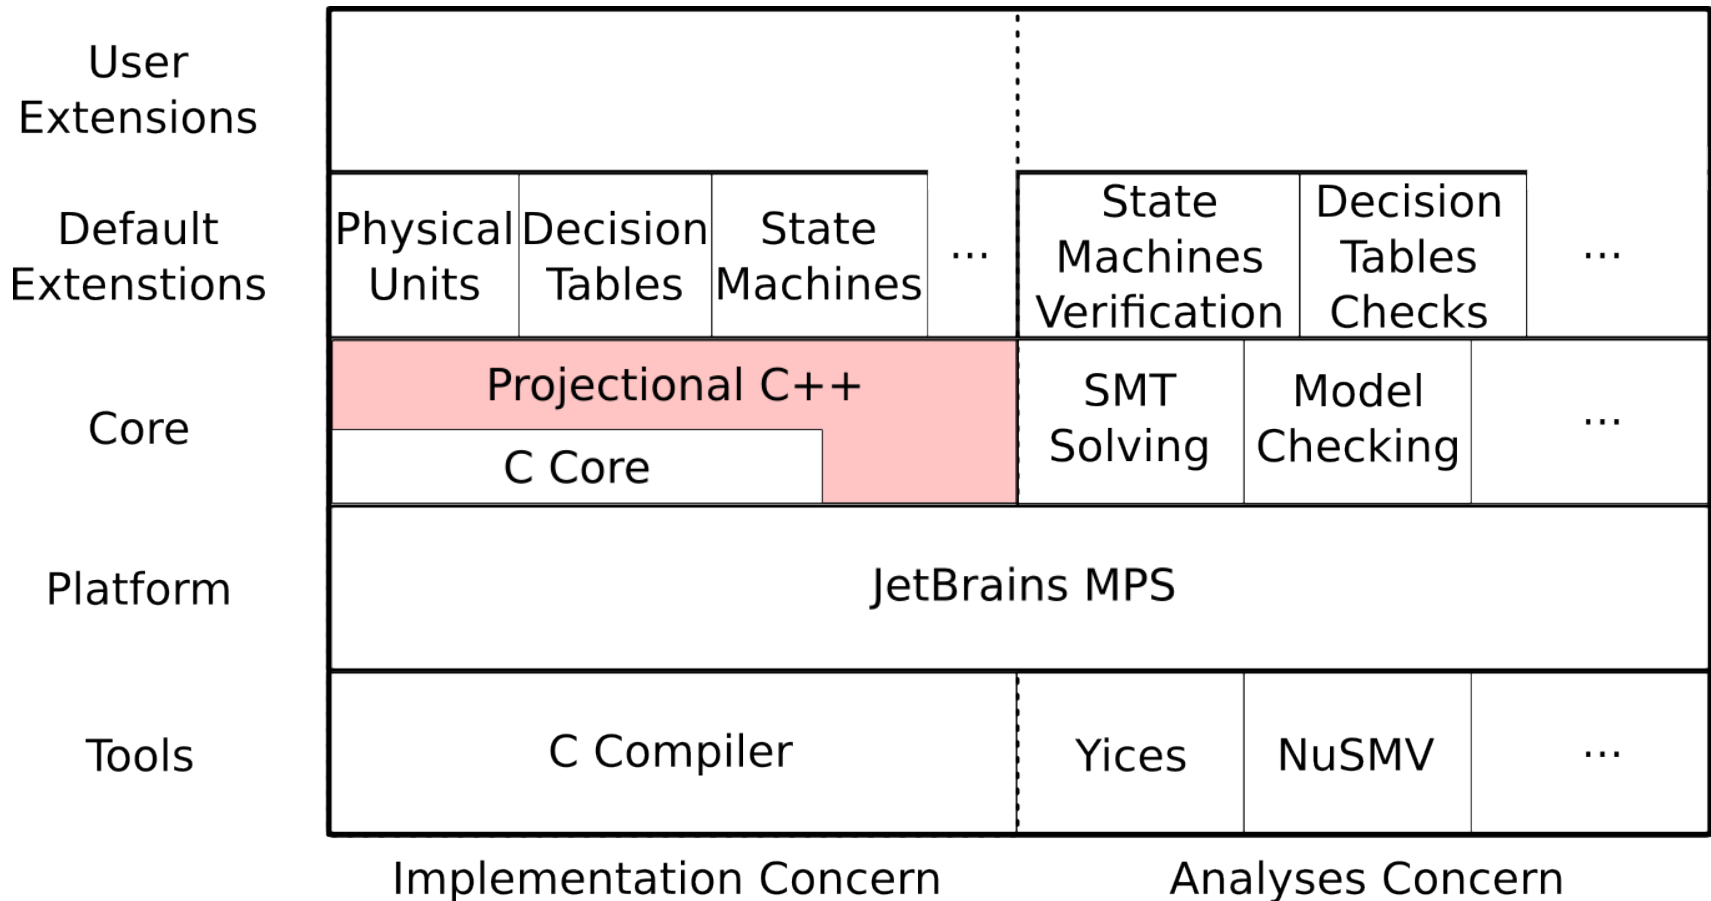 User
Extensions
Default
Extenstions
Physical
Units
Decision
Tables
State
Machines
...
State
Machines
Verification
Decision
Tables
Checks
...
Core
Projectional C++
C Core
SMT
Solving
Model
Checking
...
Platform
JetBrains MPS
Tools
C Compiler
Yices
NuSMV
...
Implementation Concern
Analyses Concern